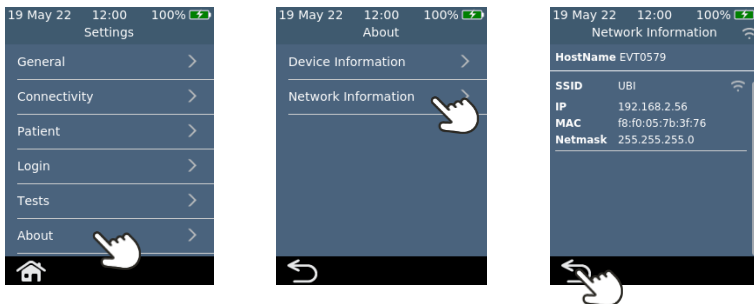 19 May 22 12:00 100%
Settings
General
Connectivity
Patient
Login
Tests
About
19 May 22 12:00 100%
About
Device Information
Network Information
19 May 22 12:00 100%
Network Information
HostName EVT0579
SSID UBI
IP 192.168.2.56
MAC f8:f0:05:7b:3f:76
Netmask 255.255.255.0